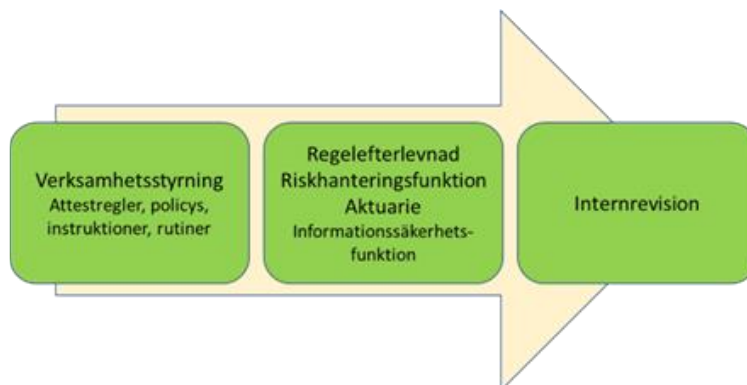 Verksamhetsstyrning
Attestregler, policys,
instruktioner, rutiner
Regelefterlevnad
Riskhanteringsfunktion
Aktuarie
Informationssäkerhets-
funktion
Internrevision